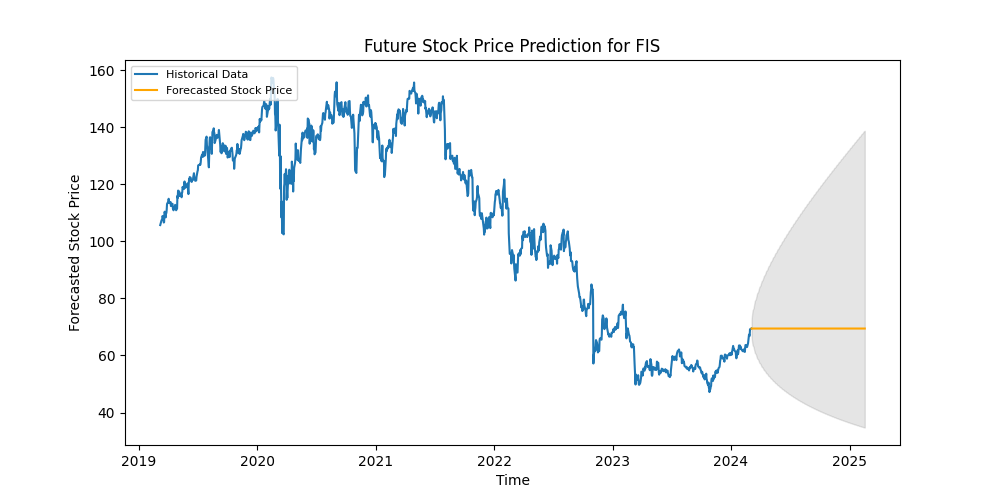 Future Stock Price Prediction for FIS
Historical Data
Forecasted Stock Price
160
140
120
100
80
60
40
Forecasted Stock Price
2019 2020 2021 2022 2023 2024 2025
Time